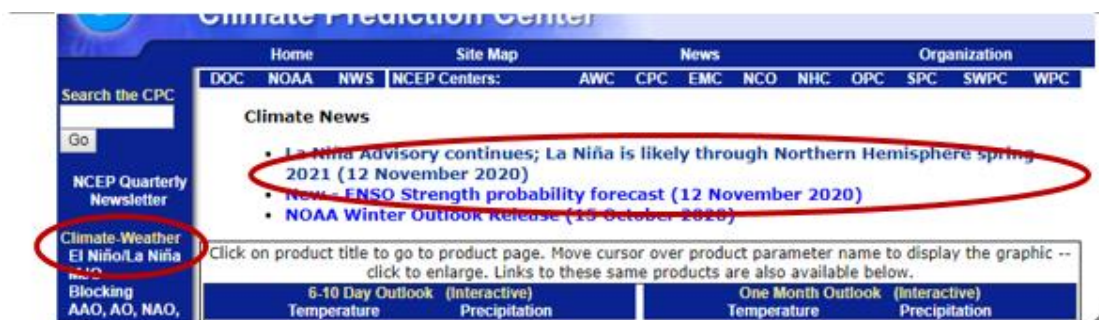 Climate Prediction Center
Home Site Map News Organization
DOC NOAA NWS NCEP Centers: AWC CPC EMC NCO NHC OPC SPC SWPC WPC
Search the CPC
Go
NCEP Quarterly
Newsletter
Climate-Weather
El Niño/La Niña
MJO
Blocking
AAO, AO, NAO,
Climate News
• La Niña Advisory continues; La Niña is likely through Northern Hemisphere spring
2021 (12 November 2020)
• New - ENSO Strength probability forecast (12 November 2020)
• NOAA Winter Outlook Release (15 October 2020)
Click on product title to go to product page. Move cursor over product parameter name to display the graphic --
click to enlarge. Links to these same products are also available below.
6-10 Day Outlook (Interactive)
Temperature Precipitation
One Month Outlook (Interactive)
Temperature Precipitation